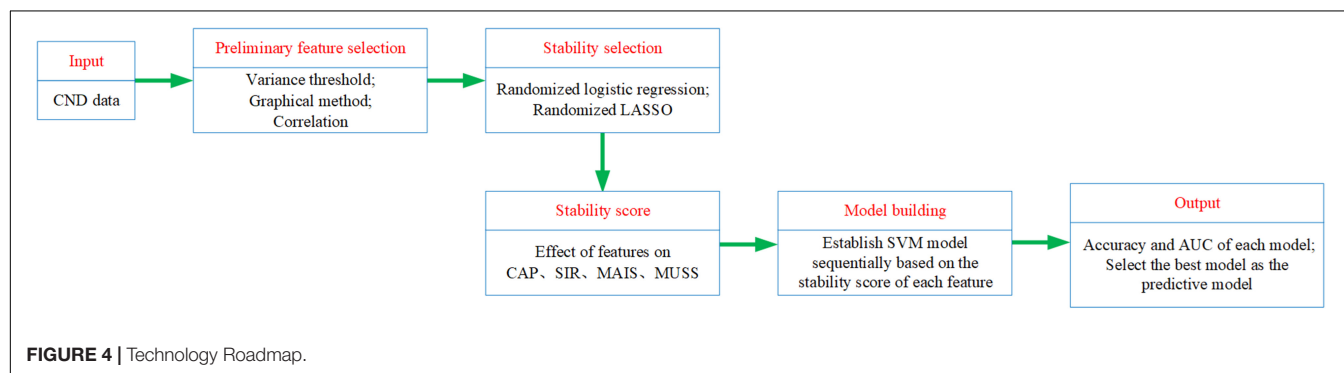 Input
CND data
Preliminary feature selection
Variance threshold;
Graphical method;
Correlation
Stability selection
Randomized logistic regression;
Randomized LASSO
Stability score
Effect of features on
CAP、SIR、MAIS、MUSS
Model building
Establish SVM model
sequentially based on the
stability score of each feature
Output
Accuracy and AUC of each model;
Select the best model as the
predictive model
FIGURE 4 | Technology Roadmap.